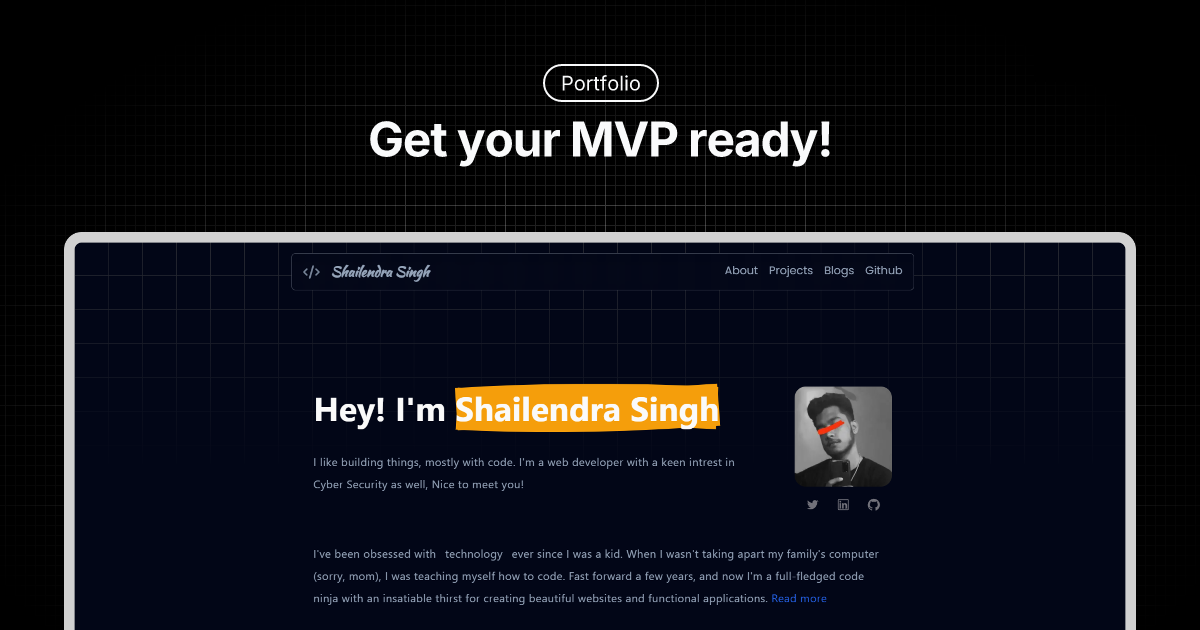 Portfolio
Get your MVP ready!
</> Shailendra Singh
About Projects Blogs Github
Hey! I'm Shailendra Singh
I like building things, mostly with code. I'm a web developer with a keen intrest in
Cyber Security as well, Nice to meet you!
I've been obsessed with technology ever since I was a kid. When I wasn't taking apart my family's computer
(sorry, mom), I was teaching myself how to code. Fast forward a few years, and now I'm a full-fledged code
ninja with an insatiable thirst for creating beautiful websites and functional applications. Read more